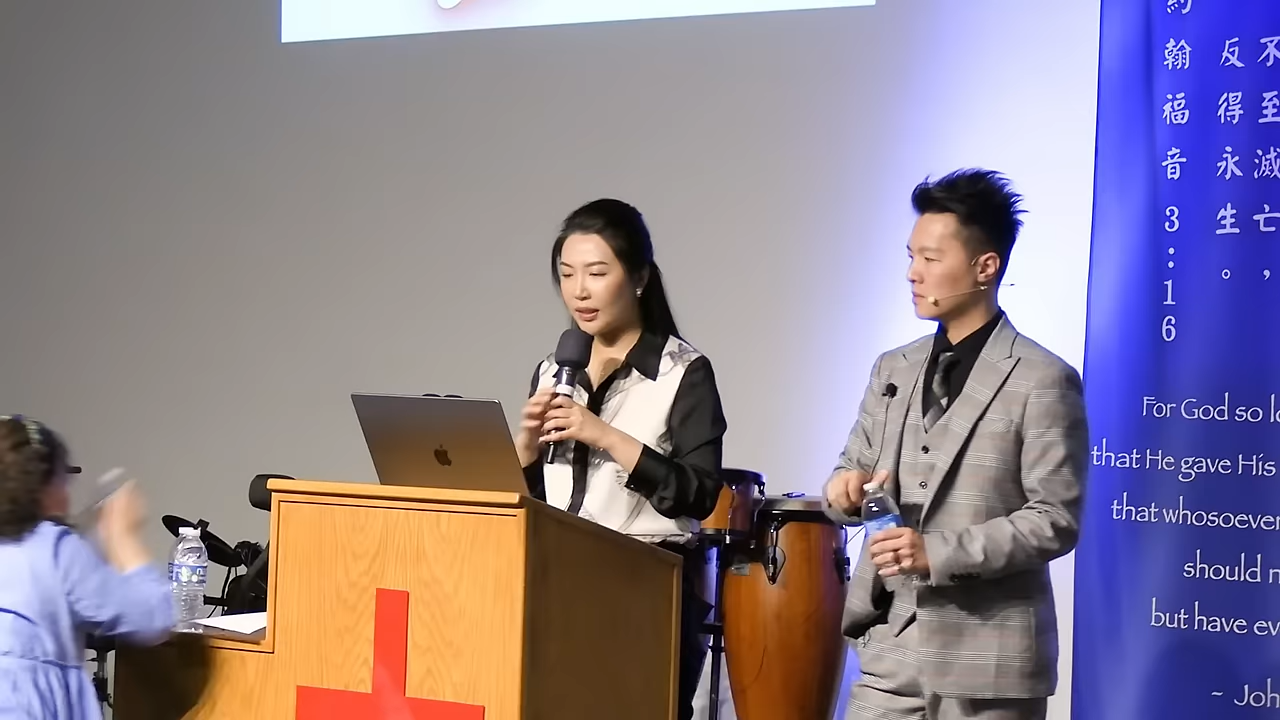 不至滅亡，
反得永生。
約翰福音3:16
For God so
that He gave His
that whosoever
should
but have
~